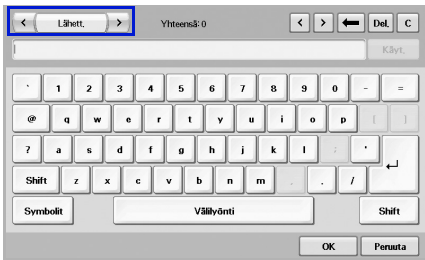 < Lähett. > Yhteensä: 0 < > Del. C
Käyt.
` 1 2 3 4 5 6 7 8 9 0 - =
@ q w e r t y u i o p [ ]
? a s d f g h j k l ; '
Shift z x c v b n m , . /
Symbolit Välilyönti Shift
OK Peruuta